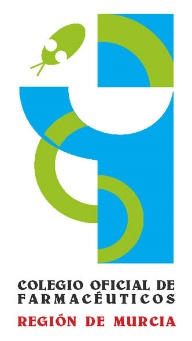 COLEGIO OFICIAL DE
FARMACÉUTICOS
REGIÓN DE MURCIA